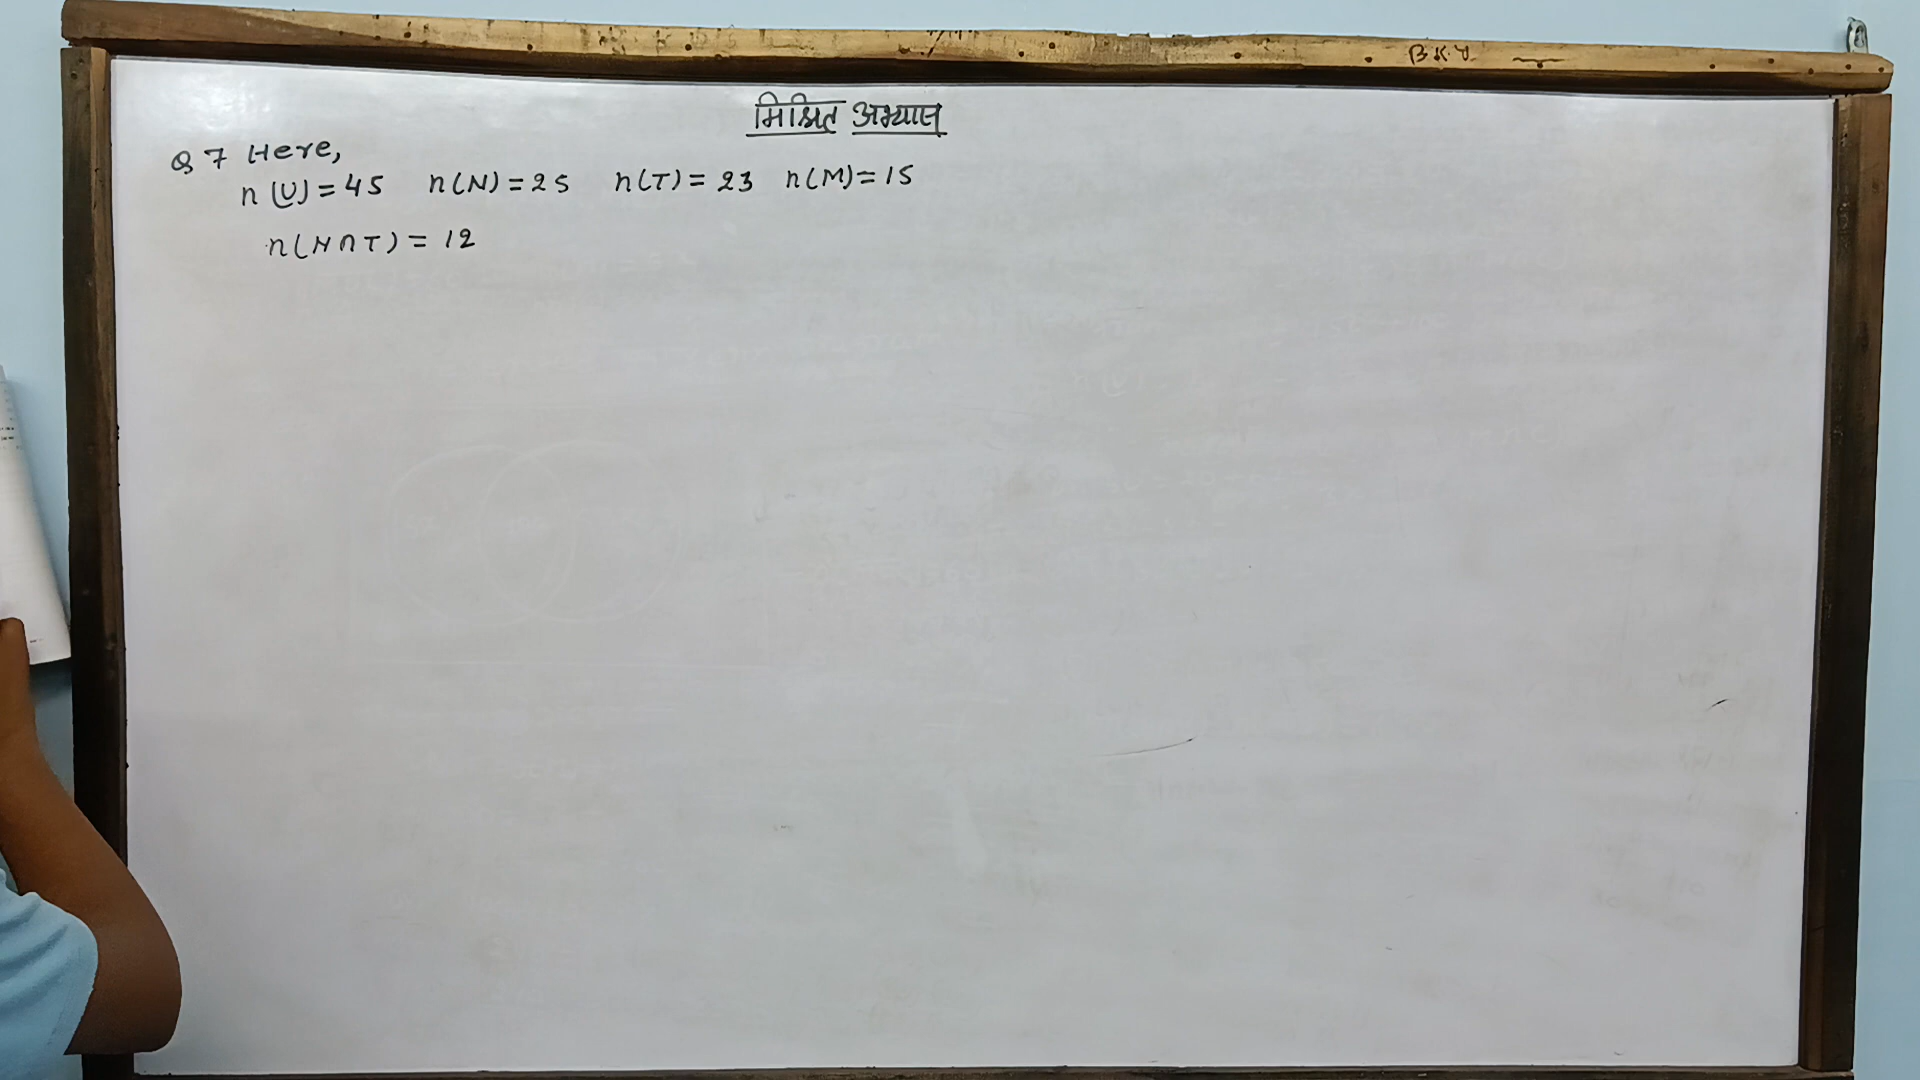 मिश्रित अभ्यास
Q 7 Here,
n (U) = 45 n(N) = 25 n(T) = 23 n(M) = 15
n(N∩T) = 12
B.K.Y.